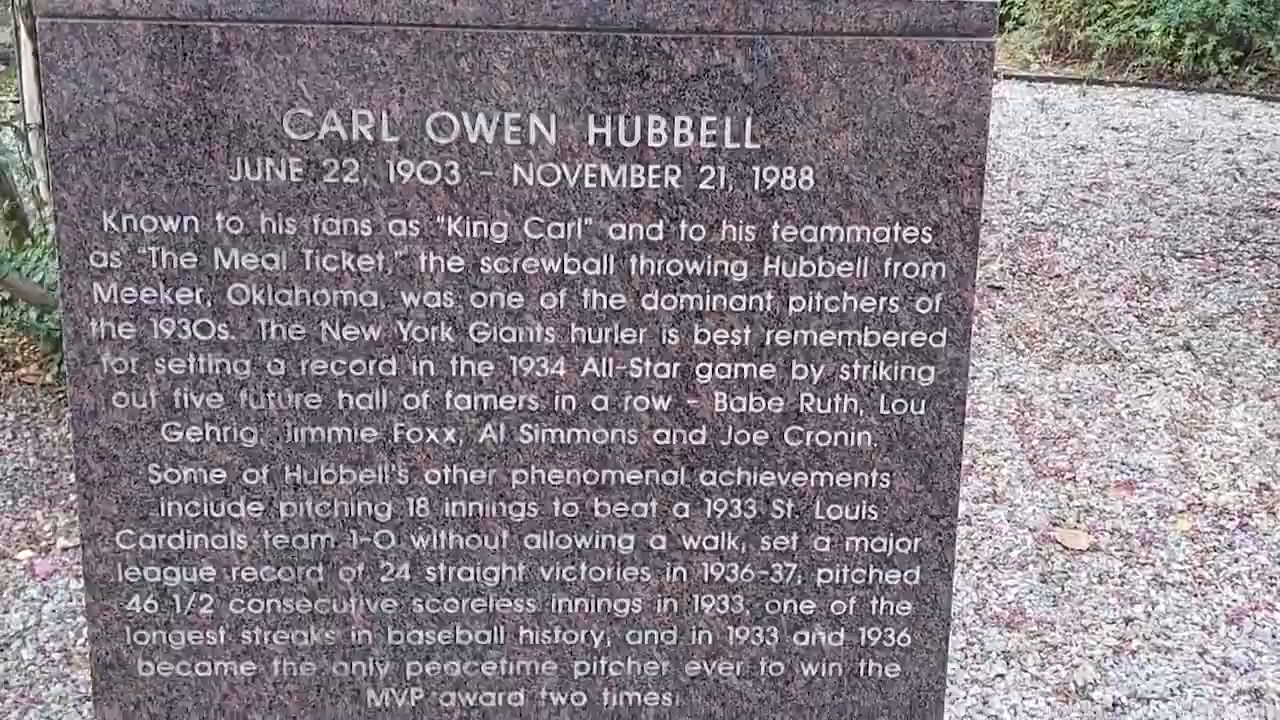 CARL OWEN HUBBELL
JUNE 22, 1903 - NOVEMBER 21, 1988
Known to his fans as "King Carl" and to his teammates
as "The Meal Ticket," the screwball throwing Hubbell from
Meeker, Oklahoma, was one of the dominant pitchers of
the 1930s. The New York Giants hurler is best remembered
for setting a record in the 1934 All-Star game by striking
out five future hall of famers in a row - Babe Ruth, Lou
Gehrig, Jimmie Foxx, Al Simmons and Joe Cronin.
Some of Hubbell's other phenomenal achievements
include pitching 18 innings to beat a 1933 St. Louis
Cardinals team 1-0 without allowing a walk, set a major
league record of 24 straight victories in 1936-37, pitched
46 1/2 consecutive scoreless innings in 1933, one of the
longest streaks in baseball history, and in 1933 and 1936
became the only peacetime pitcher ever to win the
MVP award two times.